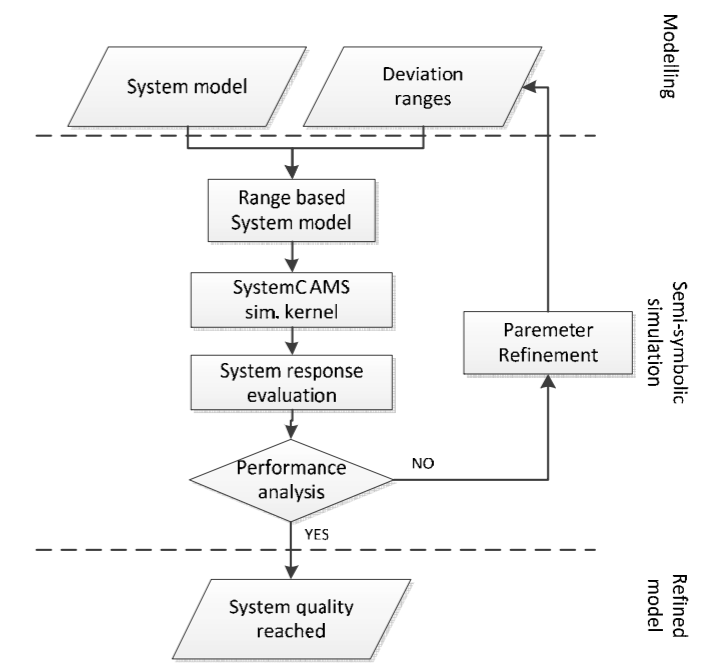 Modelling
System model
Deviation
ranges
Range based
System model
SystemC AMS
sim. kernel
Semi-symbolic
simulation
Paremeter
Refinement
System response
evaluation
Performance
analysis
NO
YES
Refined
model
System quality
reached